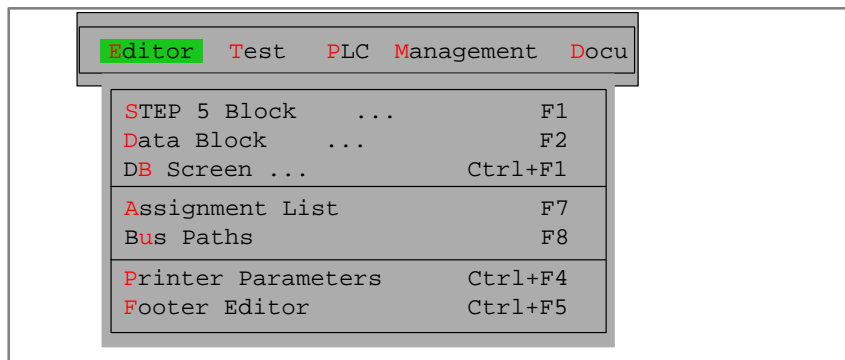 Editor Test PLC Management Docu
STEP 5 Block ... F1
Data Block ... F2
DB Screen ... Ctrl+F1
Assignment List F7
Bus Paths F8
Printer Parameters Ctrl+F4
Footer Editor Ctrl+F5